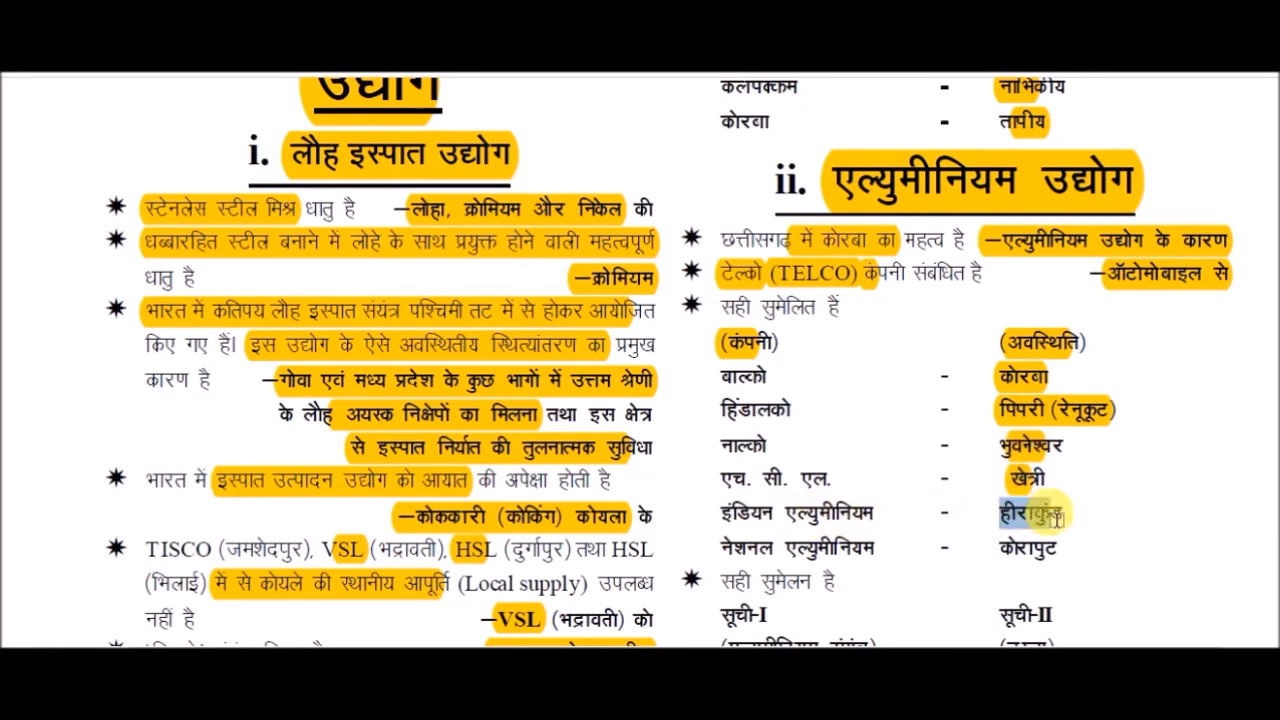 उद्योग
i. लौह इस्पात उद्योग
✷ स्टेनलेस स्टील मिश्र धातु है –लोहा, क्रोमियम और निकेल की
✷ धब्बारहित स्टील बनाने में लोहे के साथ प्रयुक्त होने वाली महत्वपूर्ण
धातु है –क्रोमियम
✷ भारत में कतिपय लौह इस्पात संयंत्र पश्चिमी तट में से होकर आयोजित
किए गए हैं। इस उद्योग के ऐसे अवस्थितीय स्थित्यांतरण का प्रमुख
कारण है –गोवा एवं मध्य प्रदेश के कुछ भागों में उत्तम श्रेणी
के लौह अयस्क निक्षेपों का मिलना तथा इस क्षेत्र
से इस्पात निर्यात की तुलनात्मक सुविधा
✷ भारत में इस्पात उत्पादन उद्योग को आयात की अपेक्षा होती है
–कोककारी (कोकिंग) कोयला के
✷ TISCO (जमशेदपुर), VSL (भद्रावती), HSL (दुर्गापुर) तथा HSL
(भिलाई) में से कोयले की स्थानीय आपूर्ति (Local supply) उपलब्ध
नहीं है –VSL (भद्रावती) को
कलपक्कम - नाभिकीय
कोरबा - तापीय
ii. एल्युमीनियम उद्योग
✷ छत्तीसगढ़ में कोरबा का महत्व है –एल्युमीनियम उद्योग के कारण
✷ टेल्को (TELCO) कंपनी संबंधित है –ऑटोमोबाइल से
✷ सही सुमेलित हैं
(कंपनी) (अवस्थिति)
बाल्को - कोरबा
हिंडालको - पिपरी (रेनूकूट)
नाल्को - भुवनेश्वर
एच. सी. एल. - खेत्री
इंडियन एल्युमीनियम - हीराकुंड
नेशनल एल्युमीनियम - कोरापुट
✷ सही सुमेलन है
सूची-I सूची-II